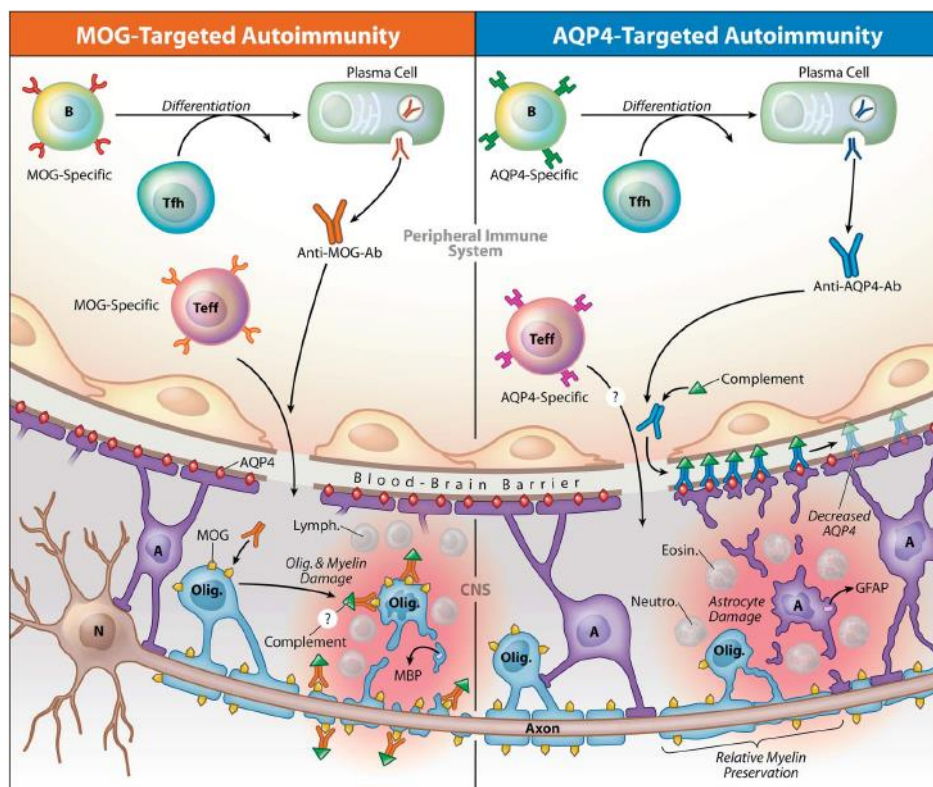 MOG-Targeted Autoimmunity
B
MOG-Specific
Differentiation
Tfh
Plasma Cell
Anti-MOG-Ab
MOG-Specific
Teff
AQP4-Targeted Autoimmunity
B
AQP4-Specific
Differentiation
Tfh
Plasma Cell
Anti-AQP4-Ab
Peripheral Immune
System
Teff
AQP4-Specific
?
Complement
AQP4
Blood-Brain Barrier
Decreased
AQP4
A
MOG
Olig.
N
Lymph.
Olig. & Myelin
Damage
Olig.
?
Complement
MBP
CNS
A
Olig.
Eosin.
Neutro.
Astrocyte
Damage
A
GFAP
A
Olig.
Axon
Relative Myelin
Preservation